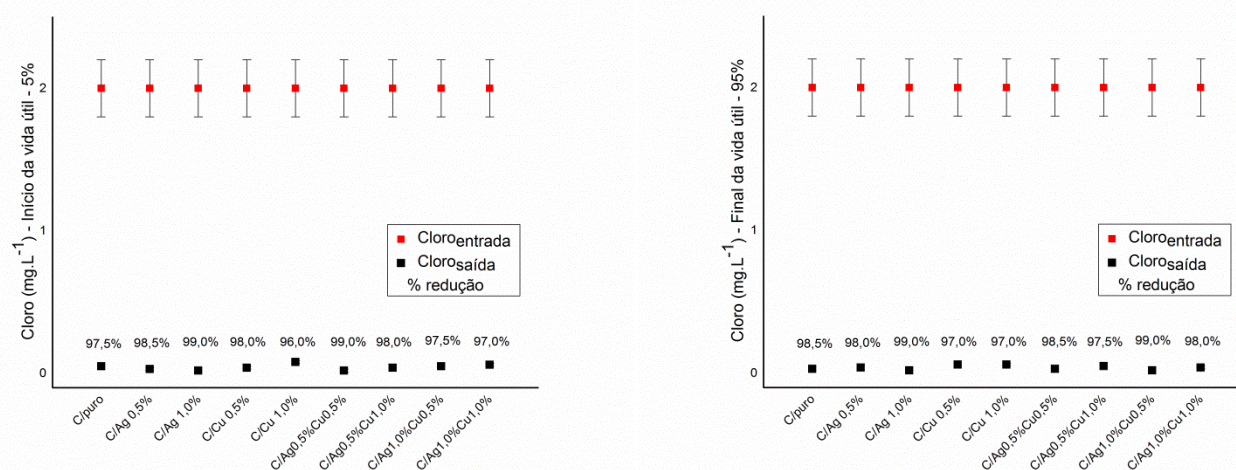 Cloro (mg.L⁻¹) - Início da vida útil - 5%
2
1
0
Cloroentrada
Clorosaída
% redução
97,5% 98,5% 99,0% 98,0% 96,0% 99,0% 98,0% 97,5% 97,0%
C/puro
C/Ag 0,5%
C/Ag 1,0%
C/Cu 0,5%
C/Cu 1,0%
C/Ag0,5%Cu0,5%
C/Ag0,5%Cu1,0%
C/Ag1,0%Cu0,5%
C/Ag1,0%Cu1,0%
Cloro (mg.L⁻¹) - Final da vida útil - 95%
2
1
0
Cloroentrada
Clorosaída
% redução
98,5% 98,0% 99,0% 97,0% 97,0% 98,5% 97,5% 99,0% 98,0%
C/puro
C/Ag 0,5%
C/Ag 1,0%
C/Cu 0,5%
C/Cu 1,0%
C/Ag0,5%Cu0,5%
C/Ag0,5%Cu1,0%
C/Ag1,0%Cu0,5%
C/Ag1,0%Cu1,0%